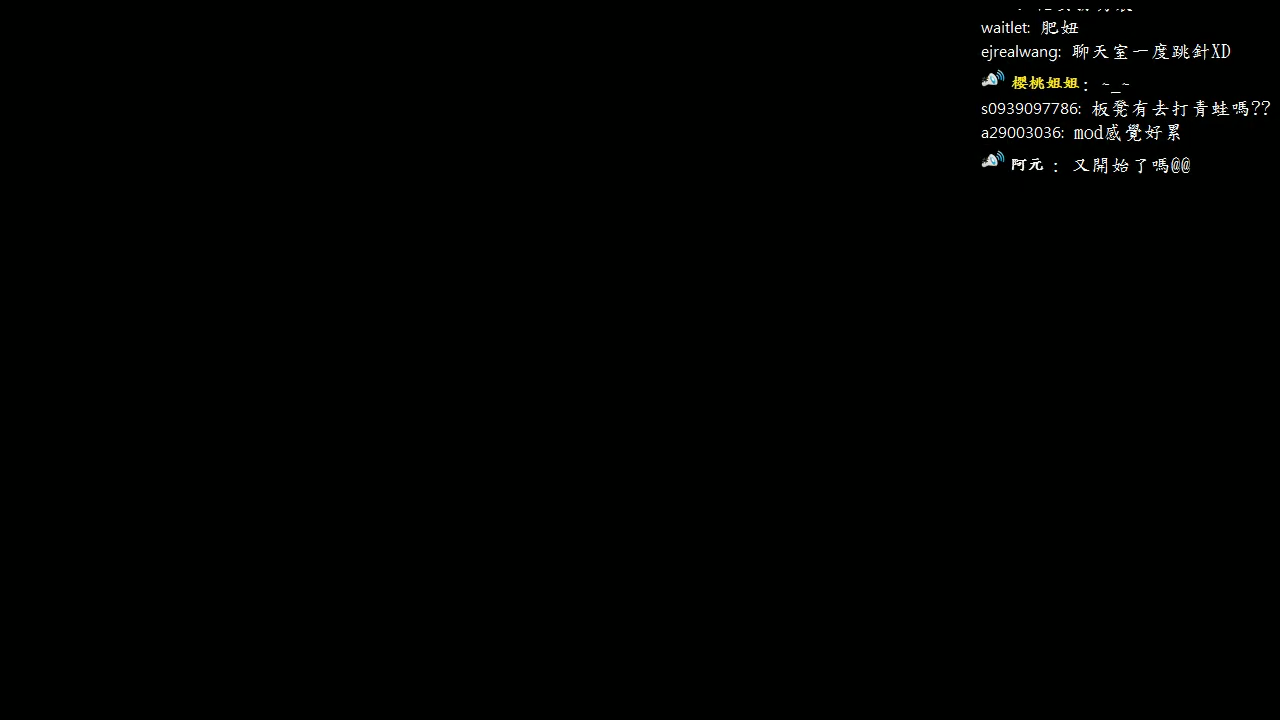 waitlet: 肥妞
ejrealwang: 聊天室一度跳針XD
櫻桃姐姐: ~_~
s0939097786: 板凳有去打青蛙嗎??
a29003036: mod感覺好累
阿元 : 又開始了嗎@@